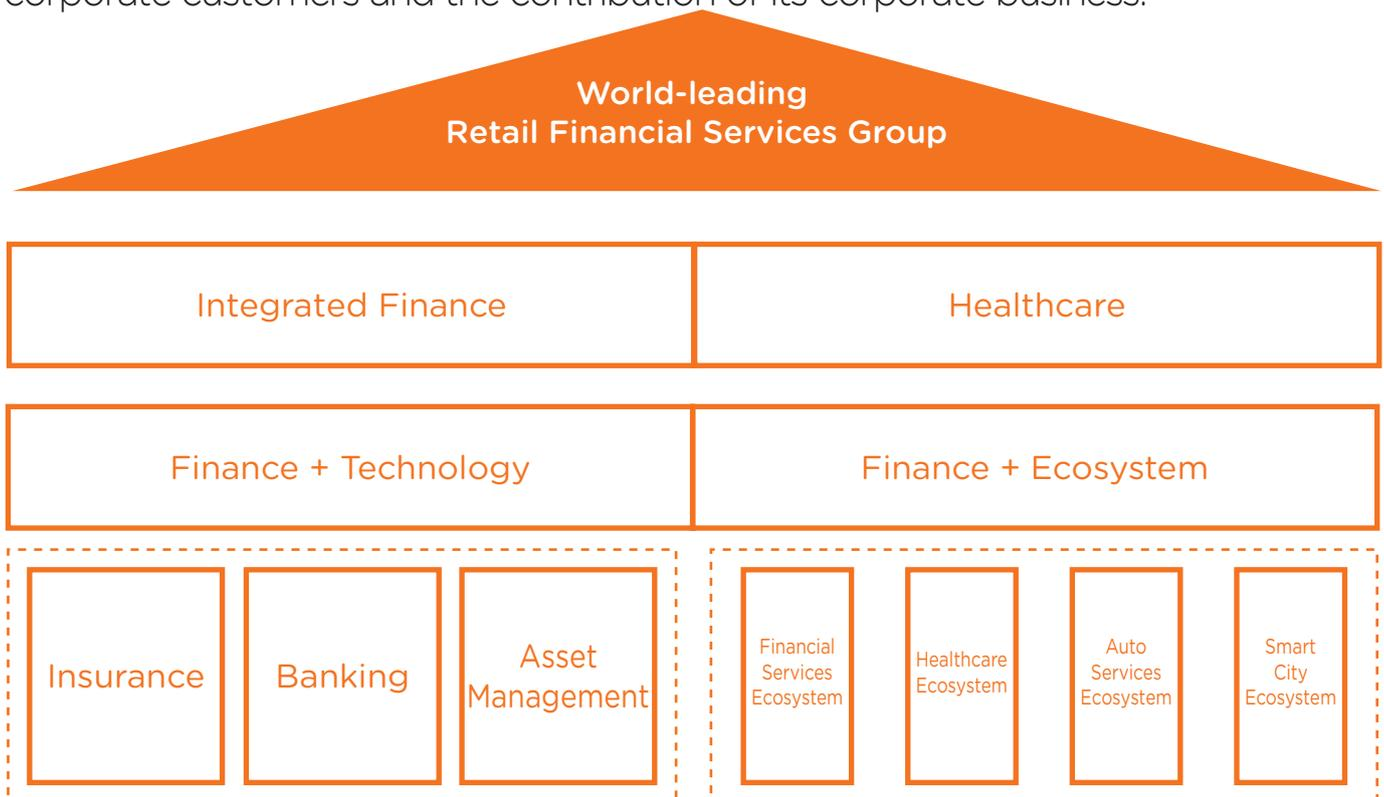 corporate customers and the contribution of its corporate business.
World-leading
Retail Financial Services Group
Integrated Finance
Healthcare
Finance + Technology
Finance + Ecosystem
Insurance
Banking
Asset
Management
Financial
Services
Ecosystem
Healthcare
Ecosystem
Auto
Services
Ecosystem
Smart
City
Ecosystem